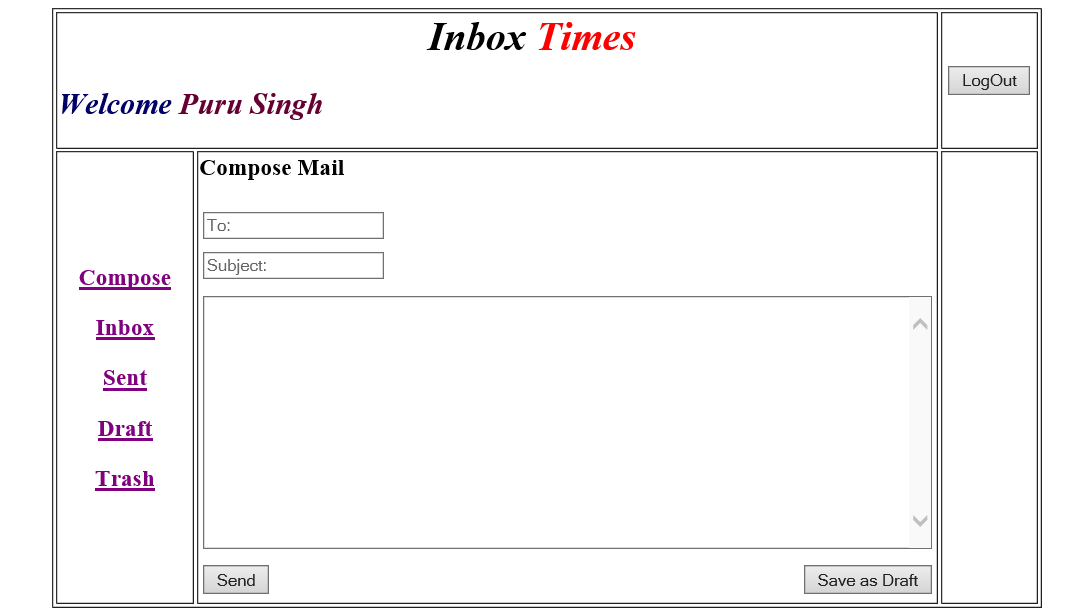 Inbox Times
LogOut
Welcome Puru Singh
Compose Mail
To:
Subject:
Compose
Inbox
Sent
Draft
Trash
Send
Save as Draft